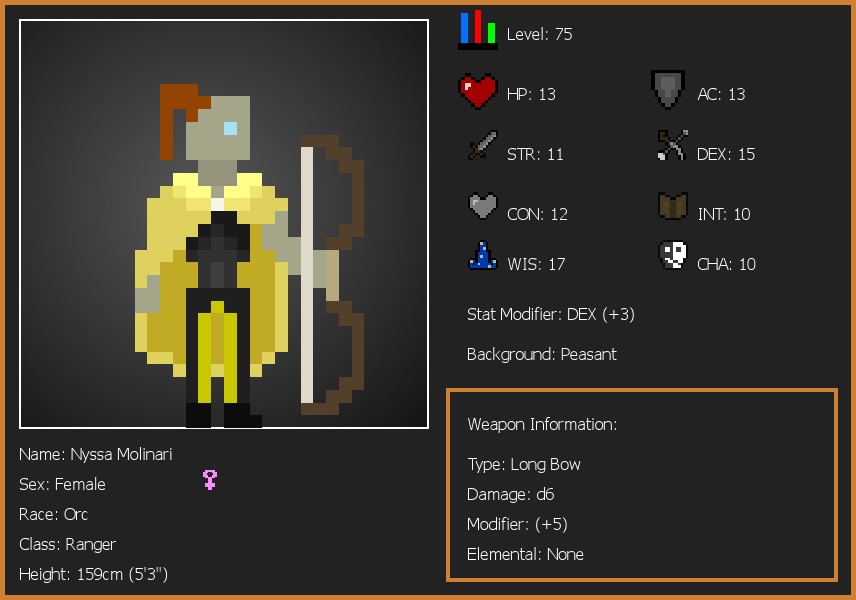 Level: 75
HP: 13
AC: 13
STR: 11
DEX: 15
CON: 12
INT: 10
WIS: 17
CHA: 10
Stat Modifier: DEX (+3)
Background: Peasant
Weapon Information:
Type: Long Bow
Damage: d6
Modifier: (+5)
Elemental: None
Name: Nyssa Molinari
Sex: Female
Race: Orc
Class: Ranger
Height: 159cm (5'3")